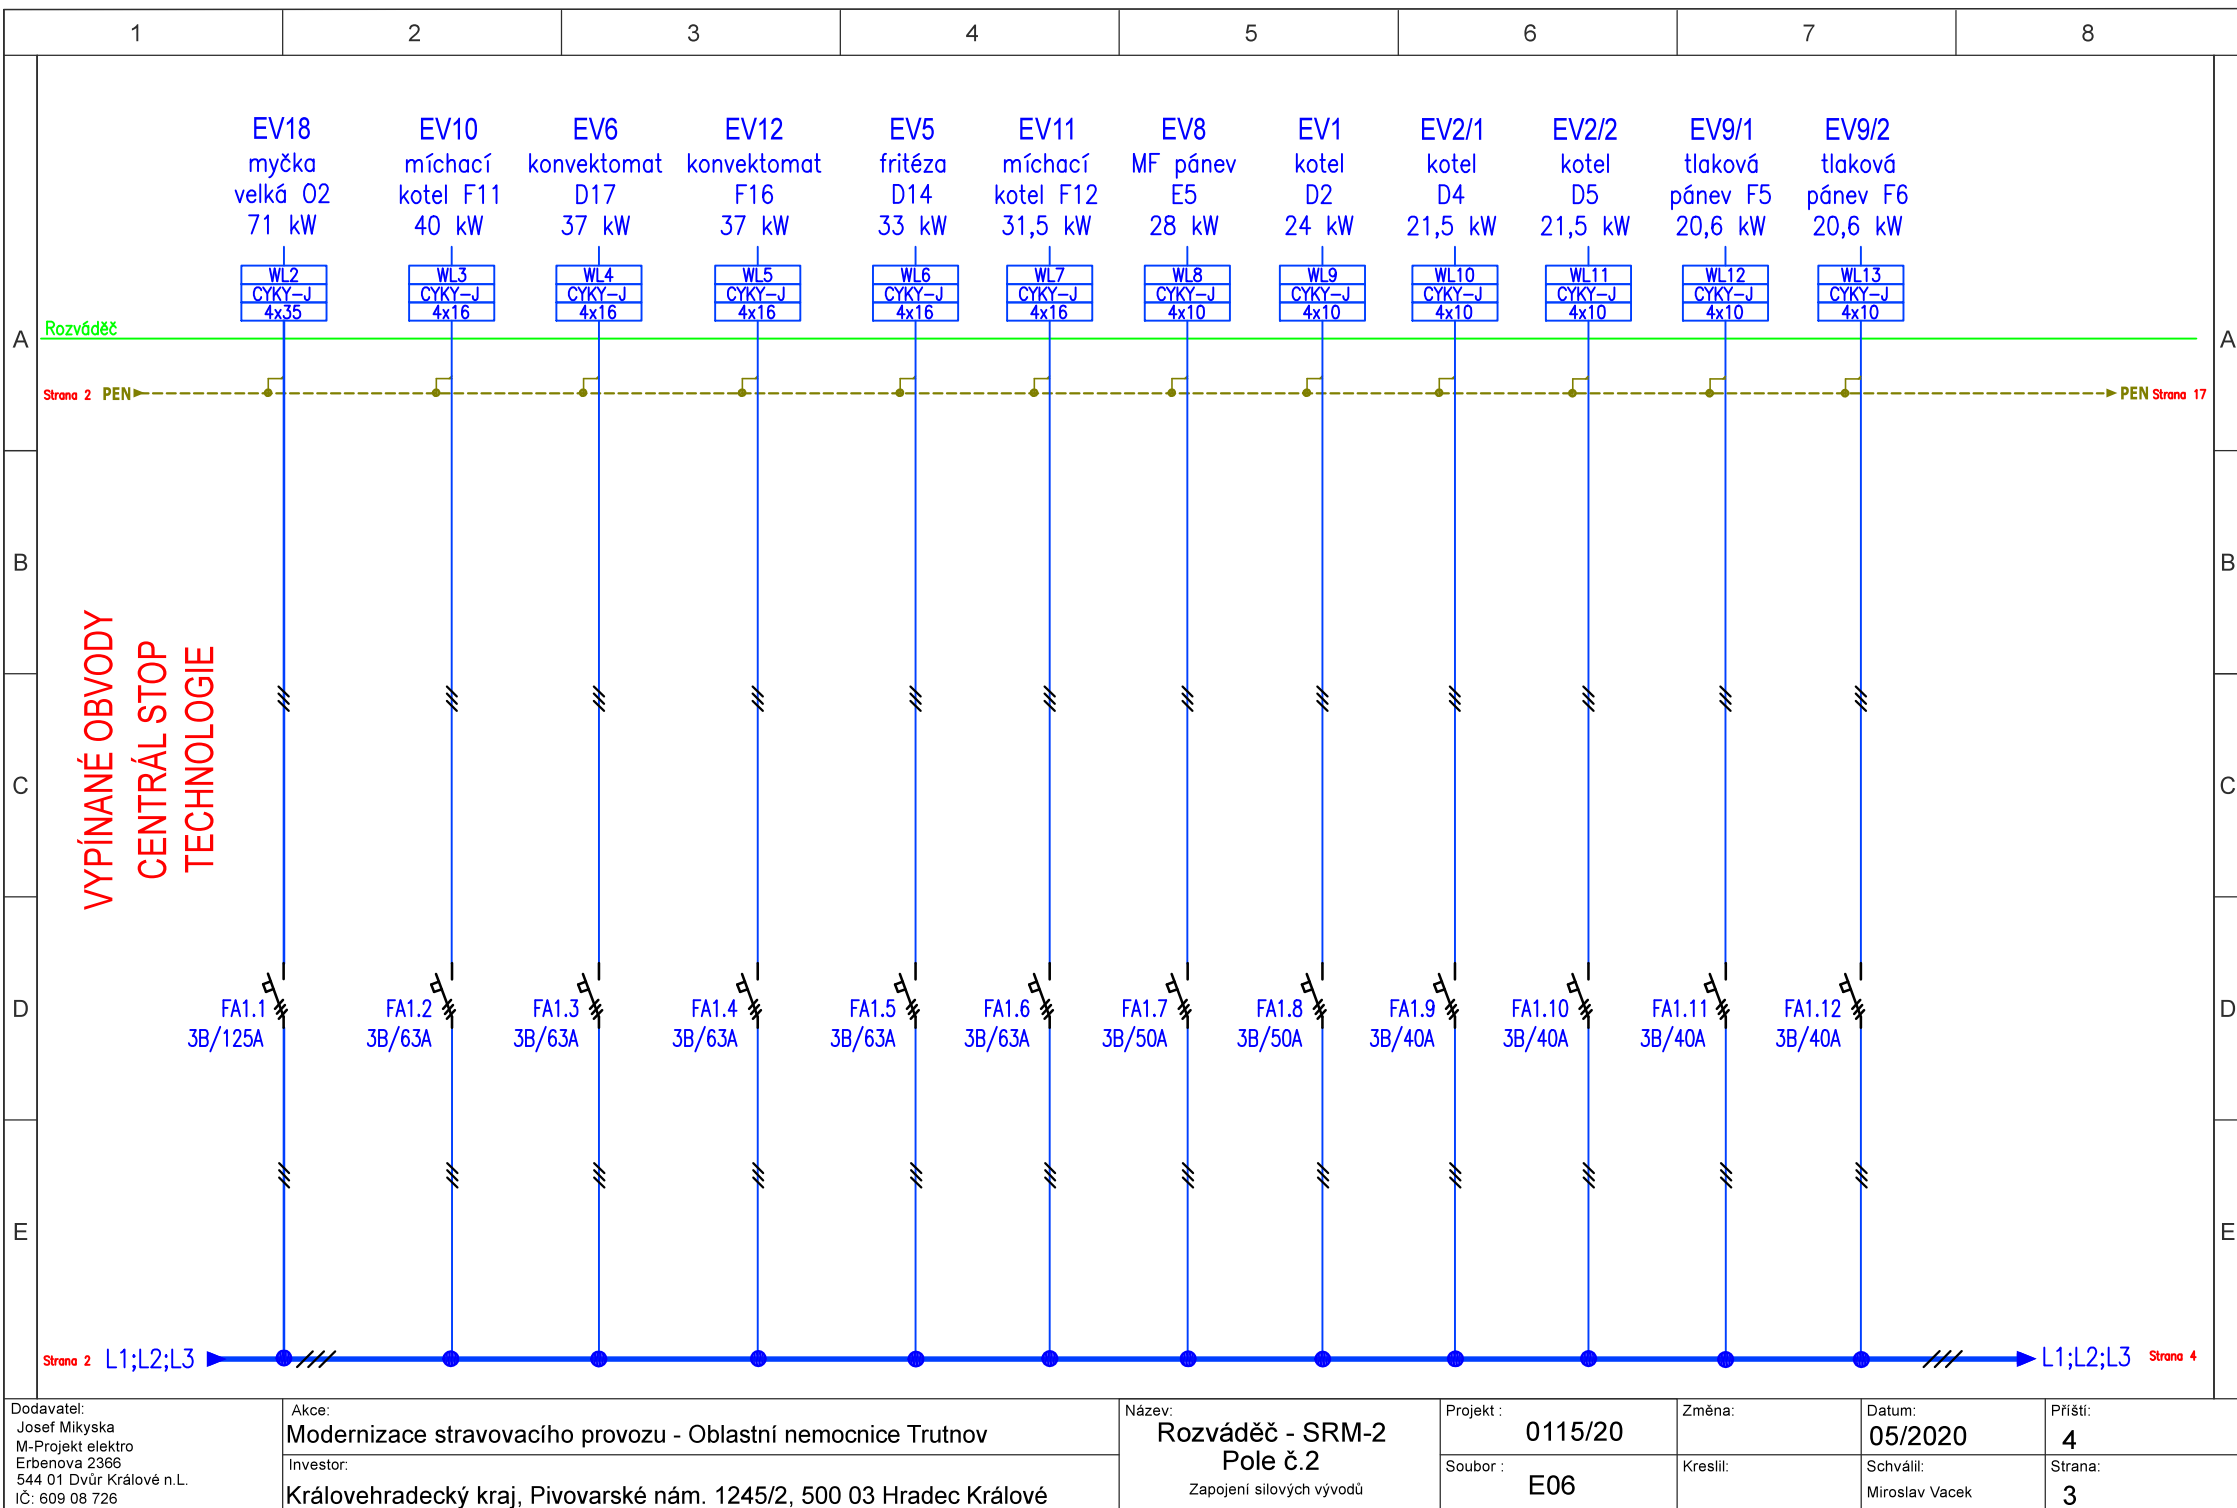 1 2 3 4 5 6 7 8
EV18 EV10 EV6 EV12 EV5 EV11 EV8 EV1 EV2/1 EV2/2 EV9/1 EV9/2
myčka míchací konvektomat konvektomat fritéza míchací MF pánev kotel kotel kotel tlaková tlaková
velká O2 kotel F11 D17 F16 D14 kotel F12 E5 D2 D4 D5 pánev F5 pánev F6
71 kW 40 kW 37 kW 37 kW 33 kW 31,5 kW 28 kW 24 kW 21,5 kW 21,5 kW 20,6 kW 20,6 kW
WL2 WL3 WL4 WL5 WL6 WL7 WL8 WL9 WL10 WL11 WL12 WL13
CYKY-J CYKY-J CYKY-J CYKY-J CYKY-J CYKY-J CYKY-J CYKY-J CYKY-J CYKY-J CYKY-J CYKY-J
4x35 4x16 4x16 4x16 4x16 4x16 4x10 4x10 4x10 4x10 4x10 4x10
Rozváděč
A A
Strana 2 PEN PEN Strana 17
B B
VYPÍNANÉ OBVODY
CENTRÁL STOP
TECHNOLOGIE
C C
D D
FA1.1 FA1.2 FA1.3 FA1.4 FA1.5 FA1.6 FA1.7 FA1.8 FA1.9 FA1.10 FA1.11 FA1.12
3B/125A 3B/63A 3B/63A 3B/63A 3B/63A 3B/63A 3B/50A 3B/50A 3B/40A 3B/40A 3B/40A 3B/40A
E E
Strana 2 L1;L2;L3 L1;L2;L3 Strana 4
Dodavatel:
Josef Mikyska
M-Projekt elektro
Erbenova 2366
544 01 Dvůr Králové n.L.
IČ: 609 08 726
Akce:
Modernizace stravovacího provozu - Oblastní nemocnice Trutnov
Investor:
Královehradecký kraj, Pivovarské nám. 1245/2, 500 03 Hradec Králové
Název:
Rozváděč - SRM-2
Pole č.2
Zapojení silových vývodů
Projekt :
0115/20
Soubor :
E06
Změna:
Kreslil:
Datum:
05/2020
Schválil:
Miroslav Vacek
Příští:
4
Strana:
3